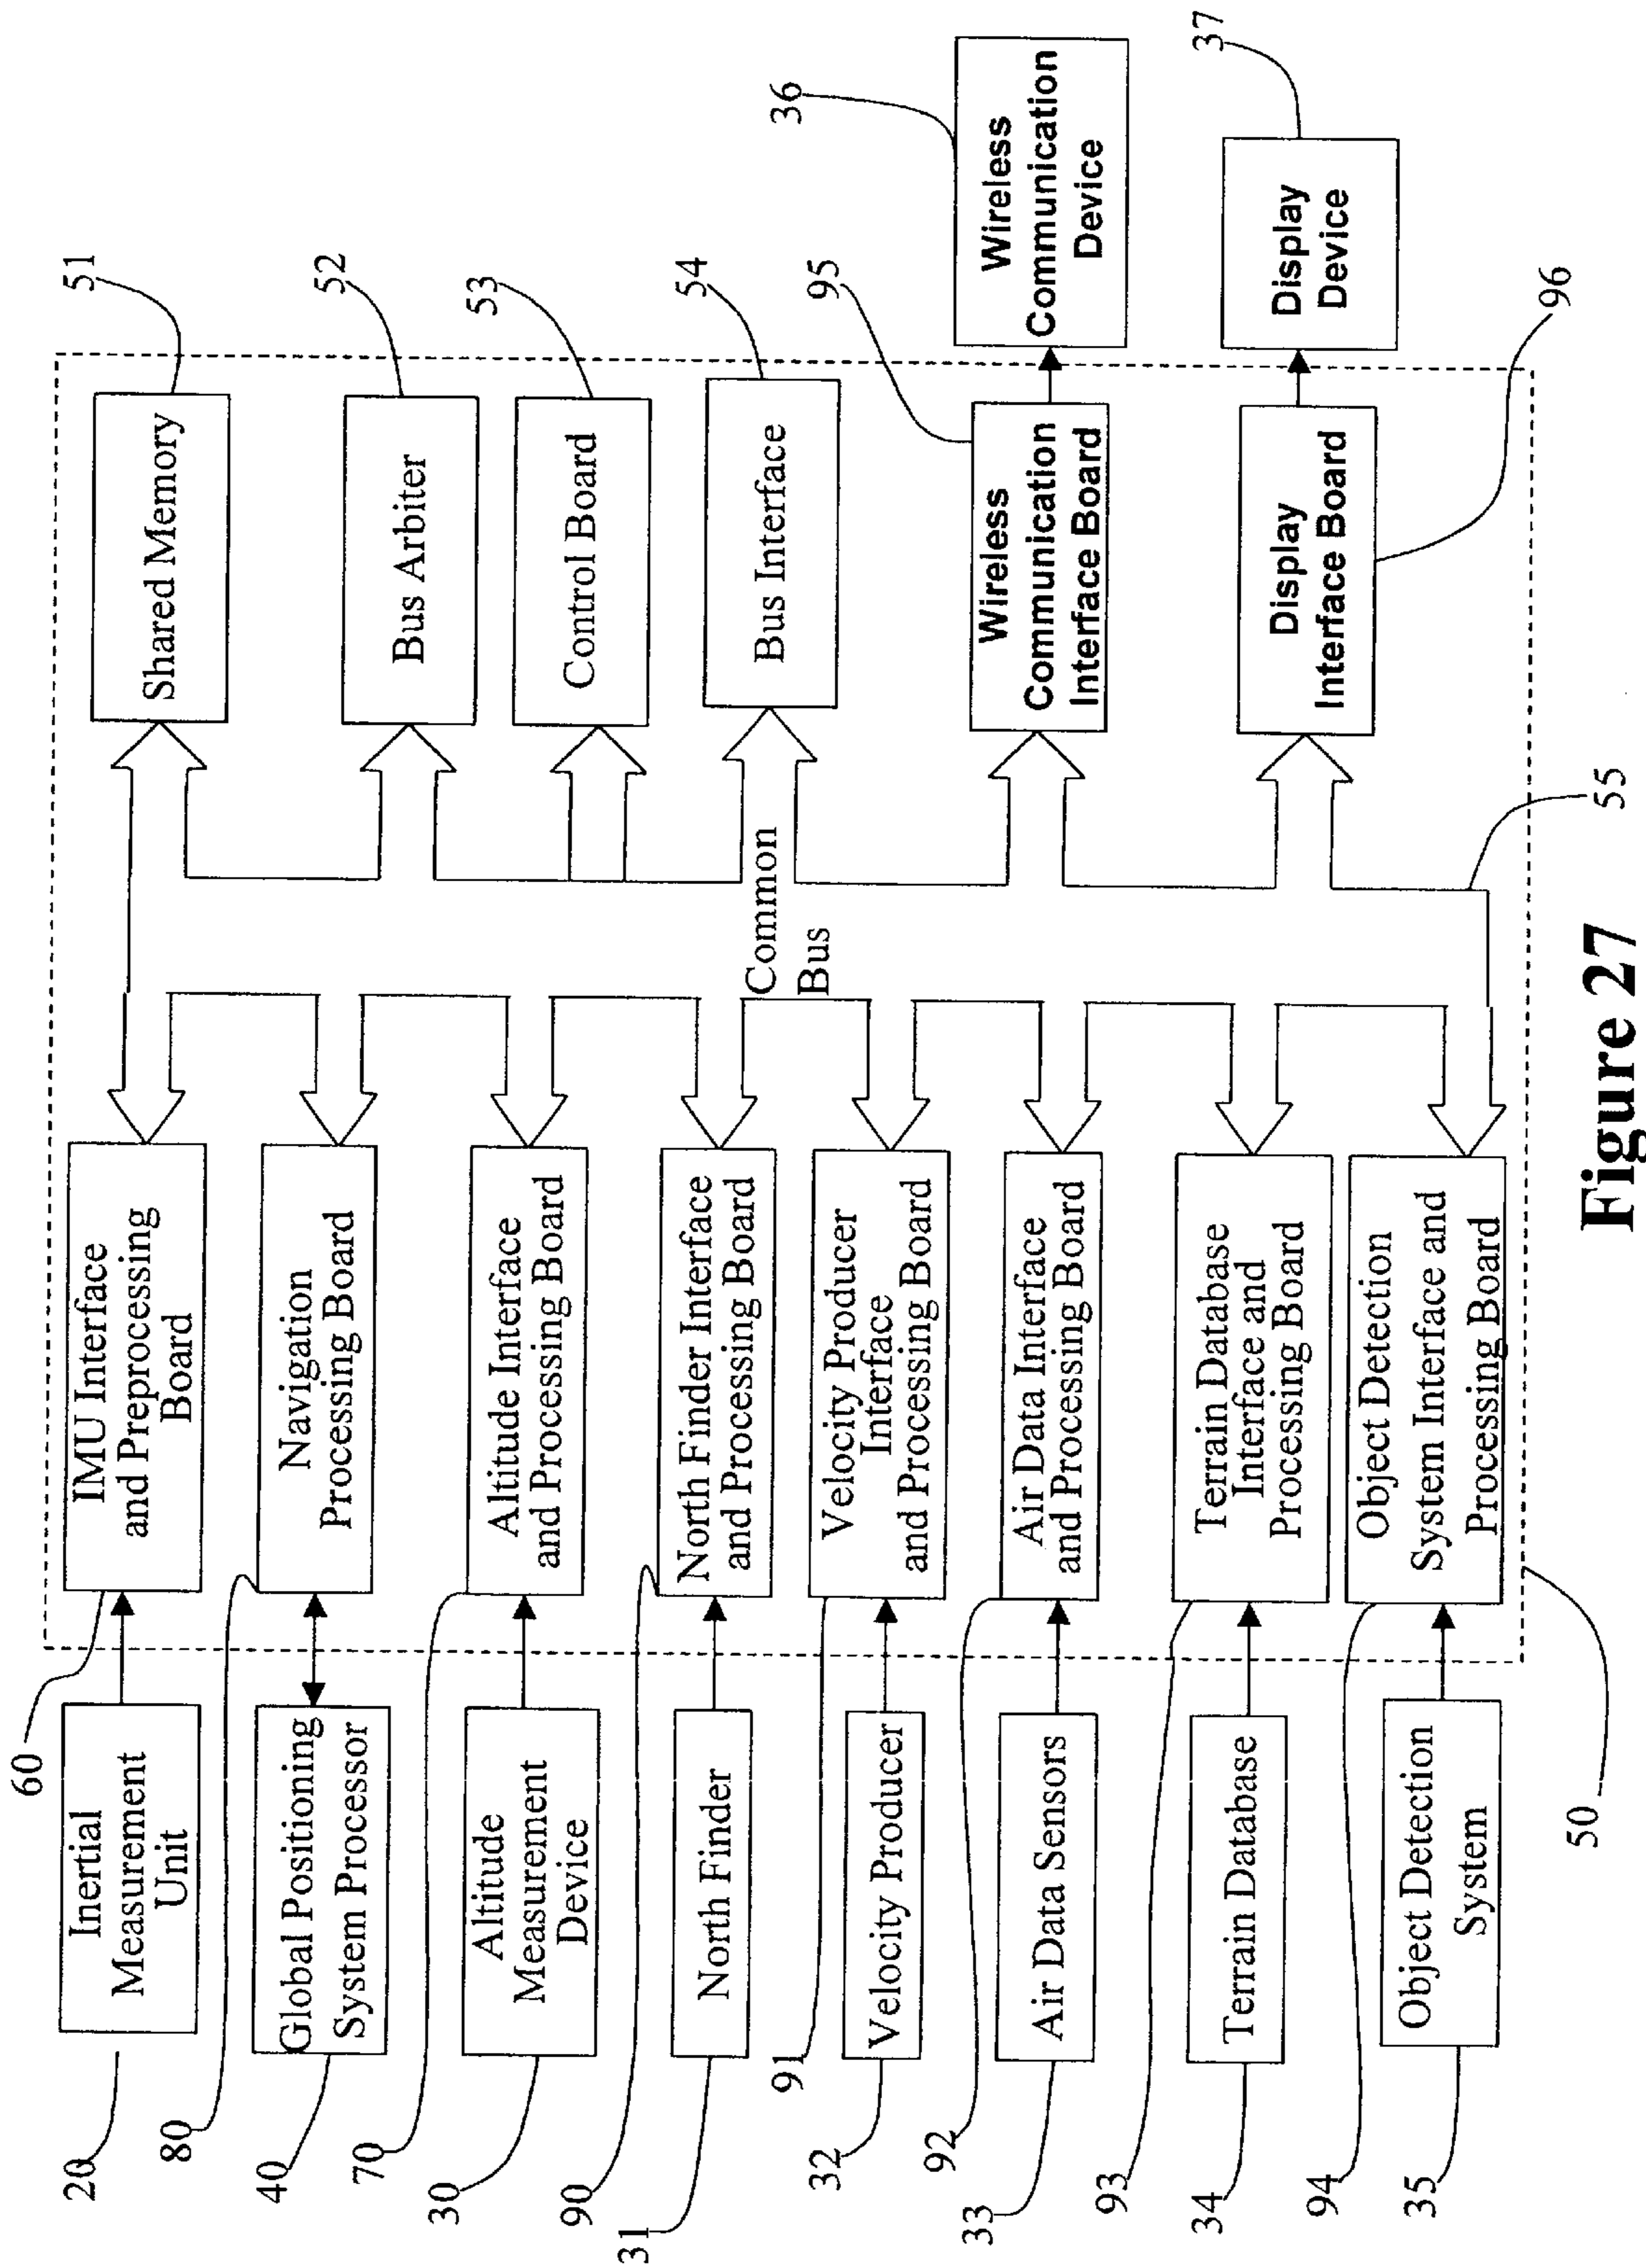 20
Inertial
Measurement
Unit
60
IMU Interface
and Preprocessing
Board
51
Shared Memory
80
40
Global Positioning
System Processor
Navigation
Processing Board
52
Bus Arbiter
70
30
Altitude
Measurement
Device
Altitude Interface
and Processing Board
53
Control Board
90
31
North Finder
North Finder Interface
and Processing Board
Common
Bus
54
Bus Interface
91
32
Velocity Producer
Velocity Producer
Interface
and Processing Board
92
33
Air Data Sensors
Air Data Interface
and Processing Board
95
Wireless
Communication
Interface Board
36
Wireless
Communication
Device
93
34
Terrain Database
Terrain Database
Interface and
Processing Board
96
Display
Interface Board
37
Display
Device
94
35
Object Detection
System
Object Detection
System Interface and
Processing Board
50
55
Figure 27